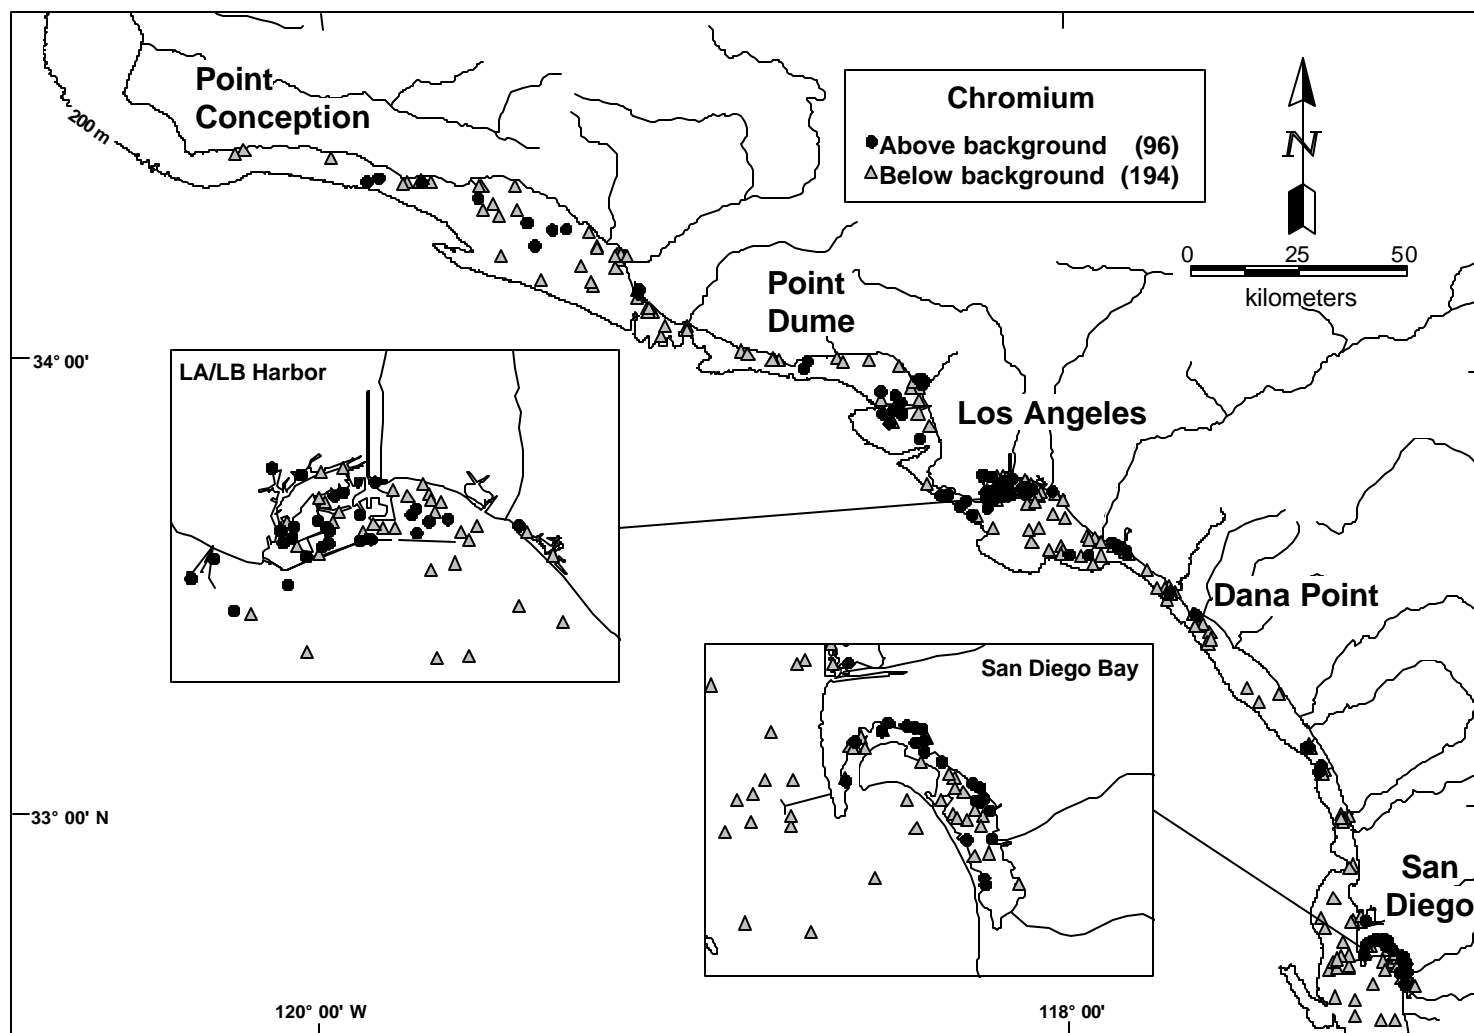 Point
Conception
200 m
Chromium
Above background (96)
Below background (194)
N
0 25 50
kilometers
Point
Dume
34° 00'
LA/LB Harbor
Los Angeles
Dana Point
San Diego Bay
33° 00' N
San
Diego
120° 00' W
118° 00'